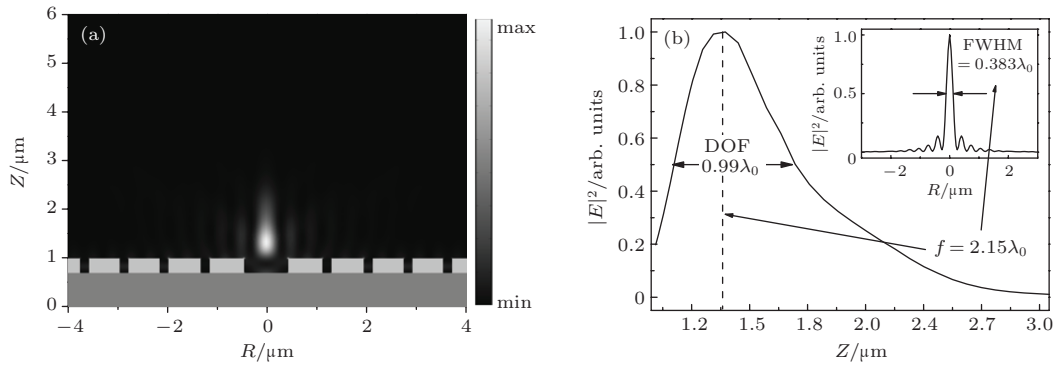 (a)
6
5
4
3
2
1
0
Z/µm
−4
−2
0
2
4
R/µm
max
min
(b)
1.0
0.8
0.6
0.4
0.2
0
|E|²/arb. units
1.2
1.5
1.8
2.0
2.4
2.7
3.0
Z/µm
DOF
0.99λ₀
f = 2.15λ₀
FWHM
= 0.383λ₀
1.0
0.5
0
|E|²/arb. units
−2
0
2
R/µm